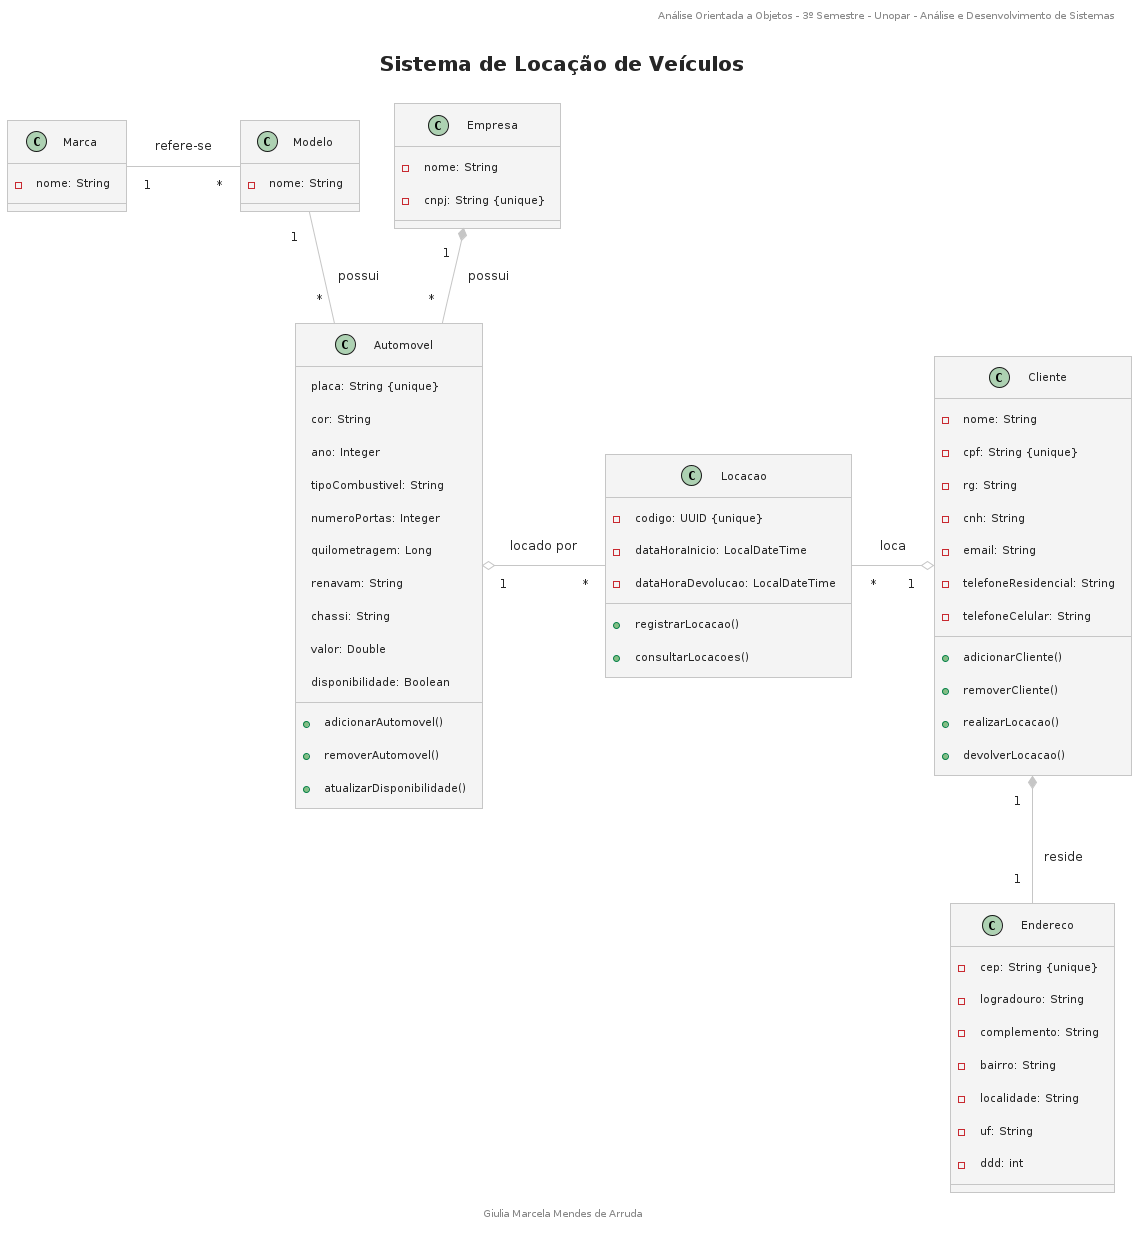 Análise Orientada a Objetos - 3º Semestre - Unopar - Análise e Desenvolvimento de Sistemas
Sistema de Locação de Veículos
C Marca
nome: String
refere-se
1 *
C Modelo
nome: String
C Empresa
nome: String
cnpj: String {unique}
1
possui
*
1
possui
*
C Automovel
placa: String {unique}
cor: String
ano: Integer
tipoCombustivel: String
numeroPortas: Integer
quilometragem: Long
renavam: String
chassi: String
valor: Double
disponibilidade: Boolean
adicionarAutomovel()
removerAutomovel()
atualizarDisponibilidade()
locado por
1 *
C Locacao
codigo: UUID {unique}
dataHoraInicio: LocalDateTime
dataHoraDevolucao: LocalDateTime
registrarLocacao()
consultarLocacoes()
loca
* 1
C Cliente
nome: String
cpf: String {unique}
rg: String
cnh: String
email: String
telefoneResidencial: String
telefoneCelular: String
adicionarCliente()
removerCliente()
realizarLocacao()
devolverLocacao()
1
reside
1
C Endereco
cep: String {unique}
logradouro: String
complemento: String
bairro: String
localidade: String
uf: String
ddd: int
Giulia Marcela Mendes de Arruda